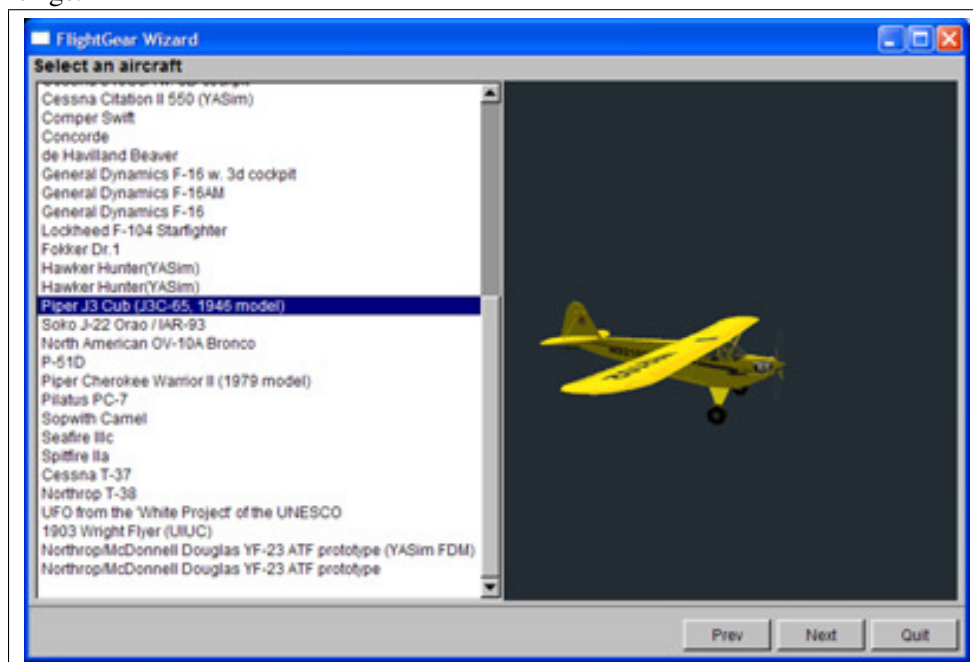 FlightGear Wizard
Select an aircraft
Cessna Citation II 550 (YASim)
Comper Swift
Concorde
de Havilland Beaver
General Dynamics F-16 w. 3d cockpit
General Dynamics F-16AM
General Dynamics F-16
Lockheed F-104 Starfighter
Fokker Dr.1
Hawker Hunter(YASim)
Hawker Hunter(YASim)
Piper J3 Cub (J3C-65, 1946 model)
Soko J-22 Orao / IAR-93
North American OV-10A Bronco
P-51D
Piper Cherokee Warrior II (1979 model)
Pilatus PC-7
Sopwith Camel
Seafire IIIc
Spitfire IIa
Cessna T-37
Northrop T-38
UFO from the 'White Project' of the UNESCO
1903 Wright Flyer (UIUC)
Northrop/McDonnell Douglas YF-23 ATF prototype (YASim FDM)
Northrop/McDonnell Douglas YF-23 ATF prototype
Prev Next Quit